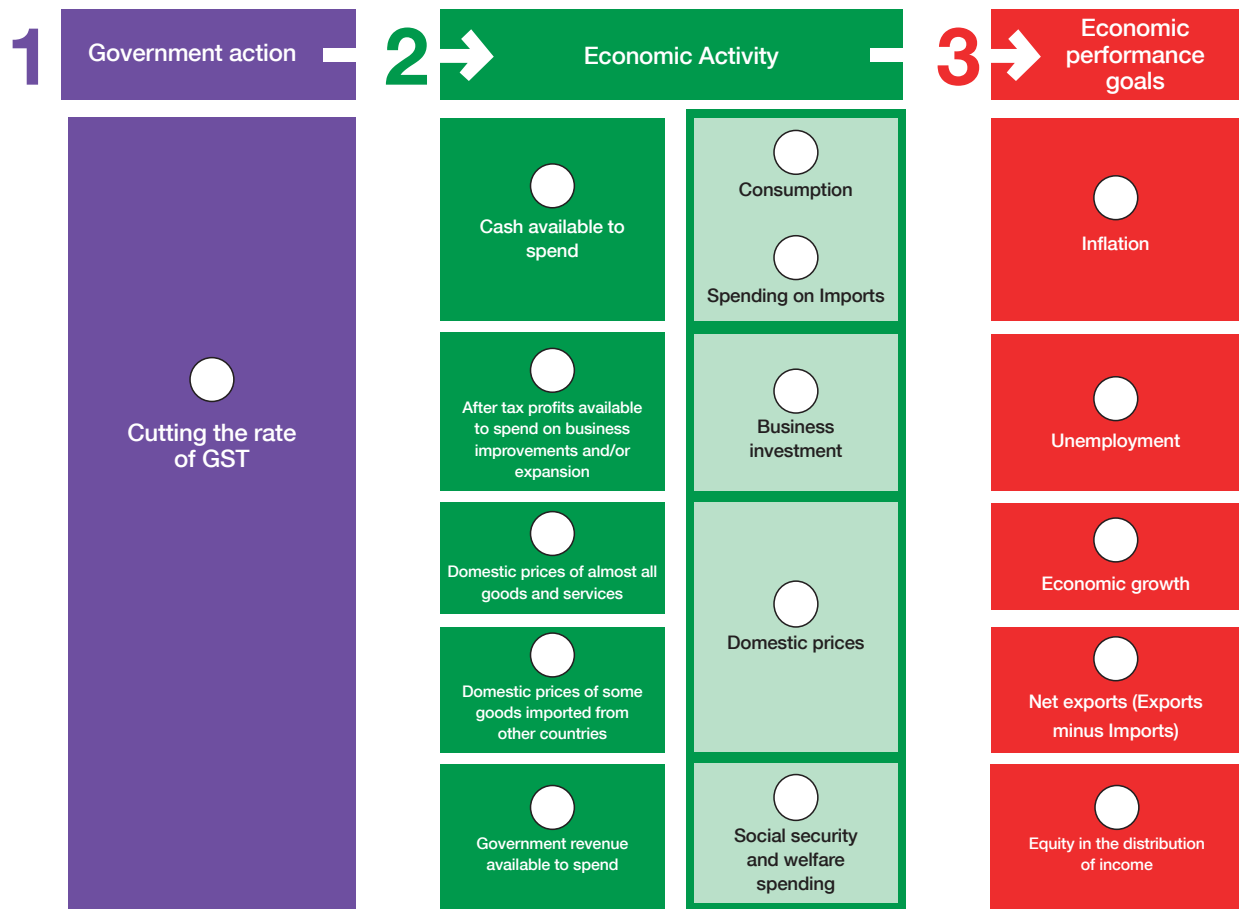 1
Government action
2
Economic Activity
3
Economic
performance
goals
Cutting the rate
of GST
Cash available to
spend
Consumption
Spending on Imports
Inflation
After tax profits available
to spend on business
improvements and/or
expansion
Business
investment
Unemployment
Domestic prices of almost all
goods and services
Domestic prices
Economic growth
Domestic prices of some
goods imported from
other countries
Net exports (Exports
minus Imports)
Government revenue
available to spend
Social security
and welfare
spending
Equity in the distribution
of income